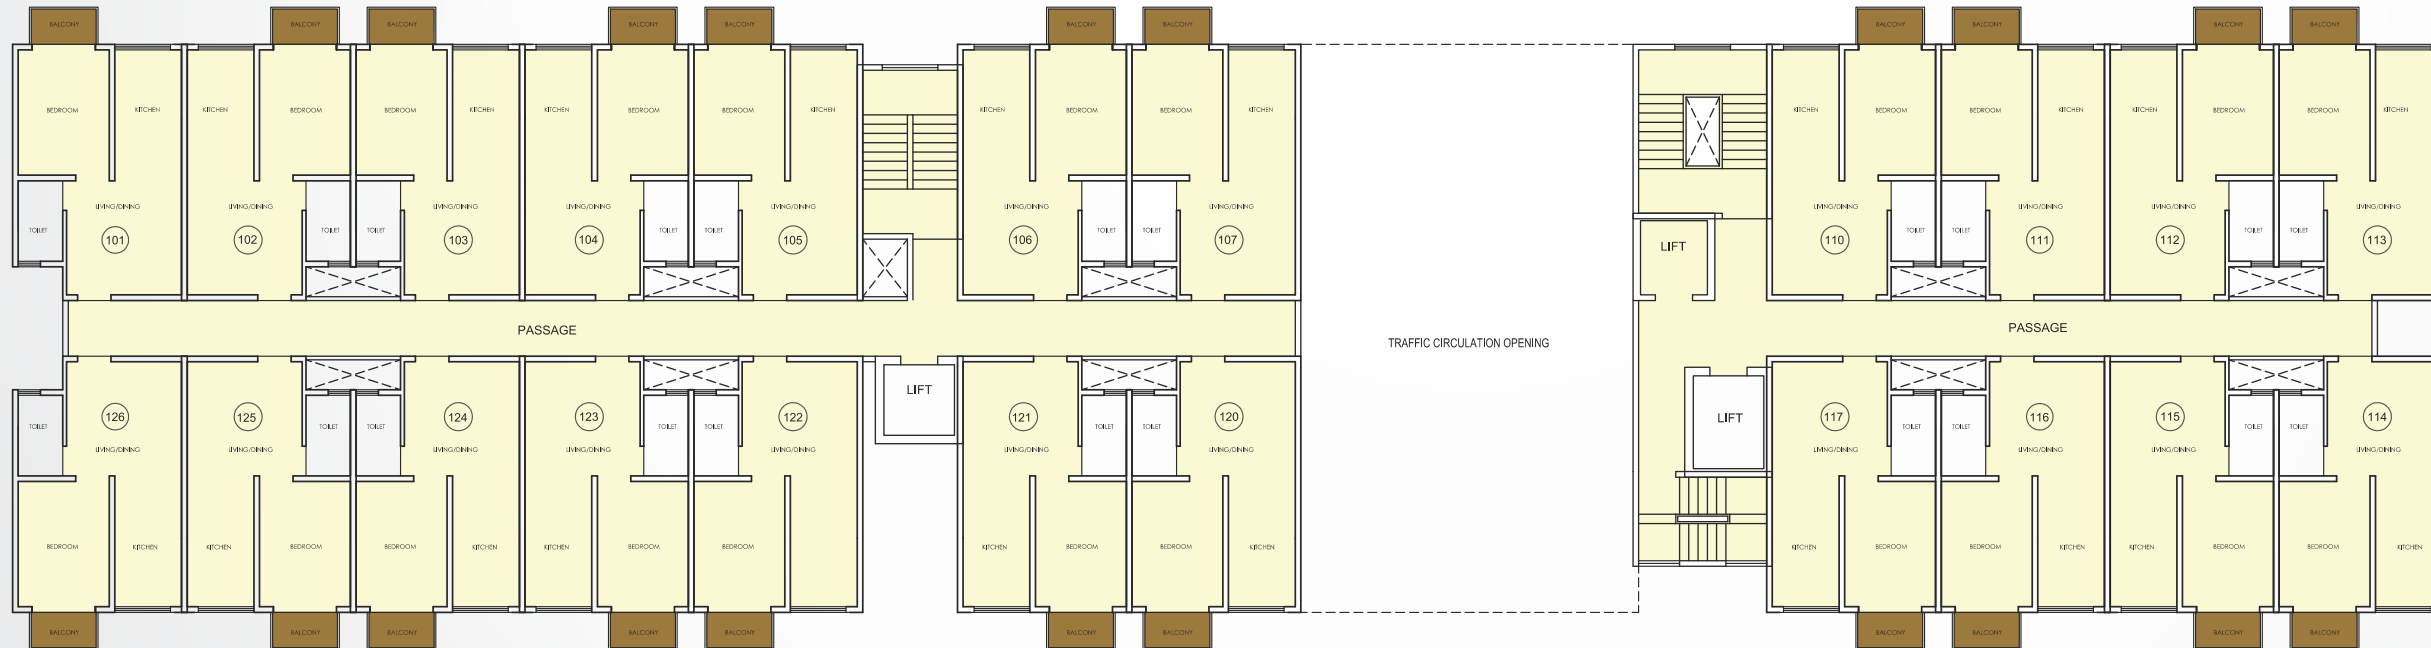 BALCONY BALCONY BALCONY BALCONY BALCONY BALCONY BALCONY BALCONY BALCONY BALCONY BALCONY
BEDROOM KITCHEN KITCHEN BEDROOM BEDROOM KITCHEN KITCHEN BEDROOM BEDROOM KITCHEN KITCHEN BEDROOM BEDROOM KITCHEN KITCHEN BEDROOM BEDROOM KITCHEN KITCHEN BEDROOM BEDROOM KITCHEN
LIVING/DINING LIVING/DINING LIVING/DINING LIVING/DINING LIVING/DINING LIVING/DINING LIVING/DINING LIVING/DINING LIVING/DINING LIVING/DINING LIVING/DINING
TOILET TOILET TOILET TOILET TOILET TOILET TOILET TOILET TOILET TOILET TOILET
101 102 103 104 105 106 107 LIFT 110 111 112 113
PASSAGE PASSAGE
TRAFFIC CIRCULATION OPENING
LIFT
126 125 124 123 122 121 120 LIFT 117 116 115 114
TOILET TOILET TOILET TOILET TOILET TOILET TOILET TOILET TOILET TOILET TOILET
LIVING/DINING LIVING/DINING LIVING/DINING LIVING/DINING LIVING/DINING LIVING/DINING LIVING/DINING LIVING/DINING LIVING/DINING LIVING/DINING LIVING/DINING
BEDROOM KITCHEN KITCHEN BEDROOM BEDROOM KITCHEN KITCHEN BEDROOM BEDROOM KITCHEN BEDROOM BEDROOM KITCHEN KITCHEN BEDROOM BEDROOM KITCHEN KITCHEN BEDROOM BEDROOM KITCHEN
BALCONY BALCONY BALCONY BALCONY BALCONY BALCONY BALCONY BALCONY BALCONY BALCONY BALCONY